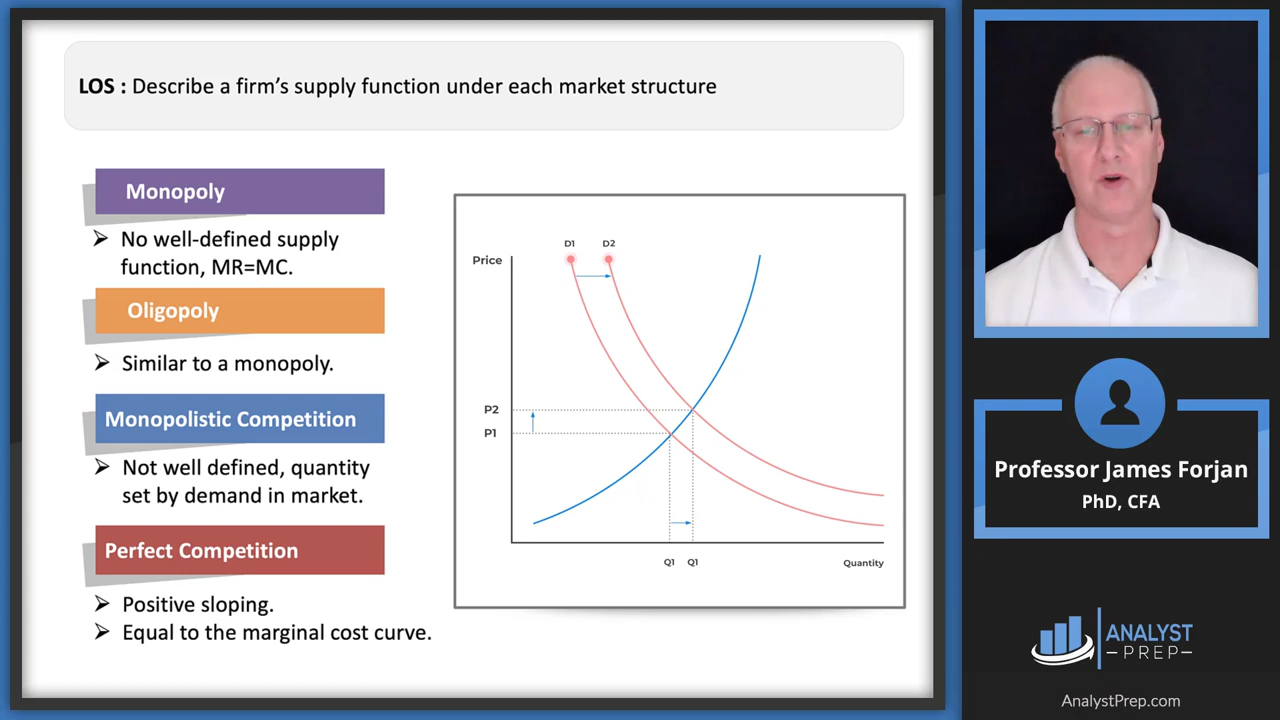 LOS : Describe a firm's supply function under each market structure
Monopoly
➢ No well-defined supply
function, MR=MC.
Oligopoly
➢ Similar to a monopoly.
Monopolistic Competition
➢ Not well defined, quantity
set by demand in market.
Perfect Competition
➢ Positive sloping.
➢ Equal to the marginal cost curve.
D1 D2
Price
P2
P1
Q1 Q1
Quantity
Professor James Forjan
PhD, CFA
ANALYST
–PREP–
AnalystPrep.com